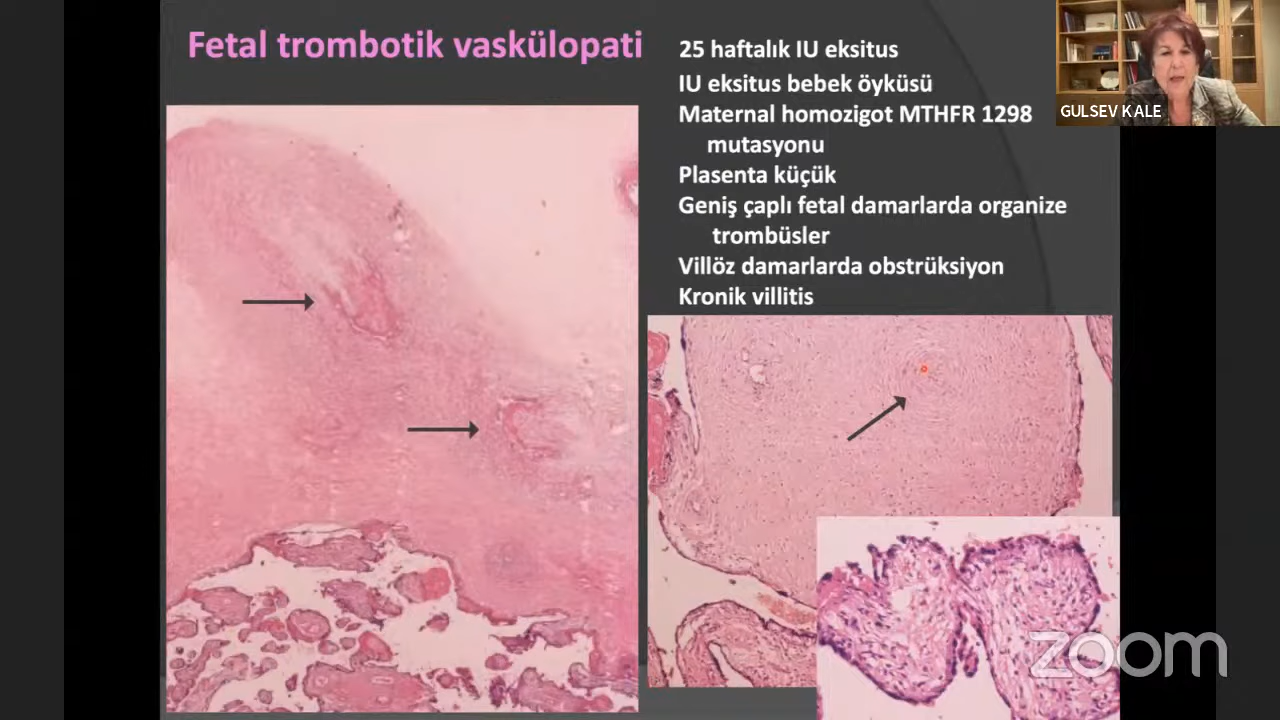 Fetal trombotik vaskülopati
25 haftalık IU eksitus
IU eksitus bebek öyküsü
Maternal homozigot MTHFR 1298
mutasyonu
Plasenta küçük
Geniş çaplı fetal damarlarda organize
trombüsler
Villöz damarlarda obstrüksiyon
Kronik villitis
GULSEV KALE
zoom